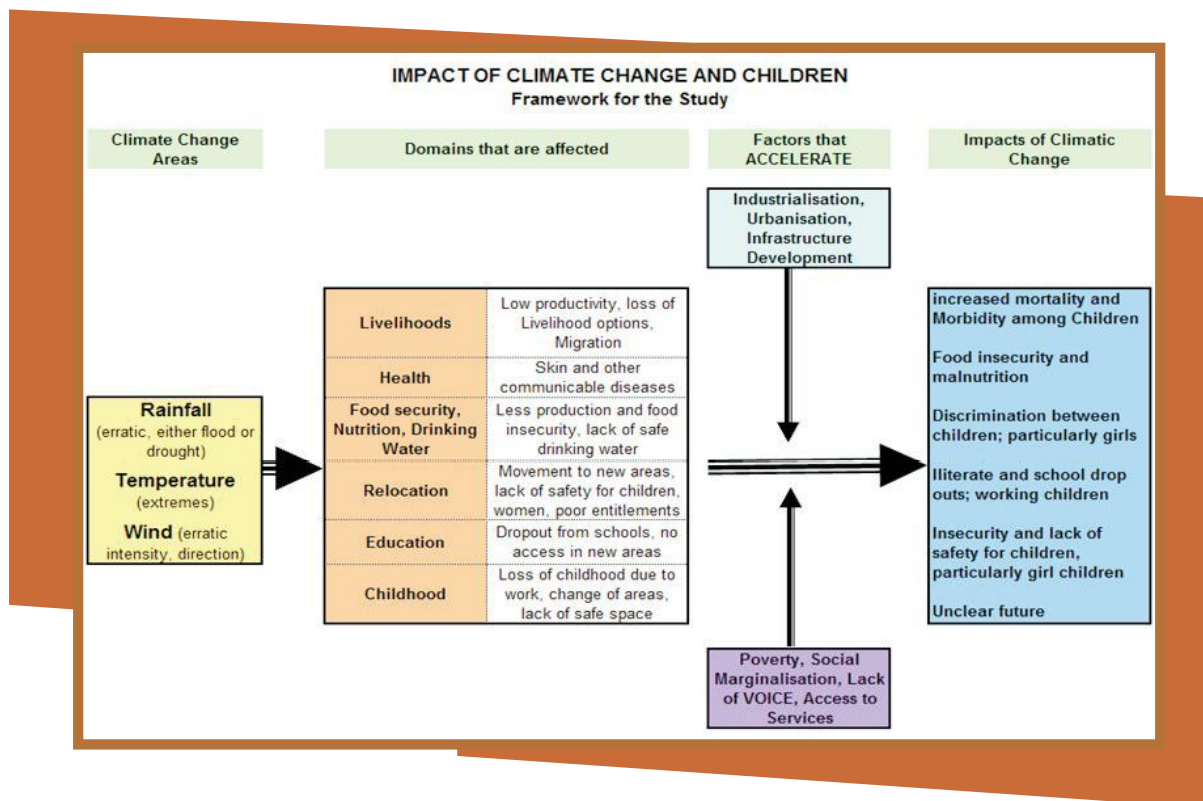 IMPACT OF CLIMATE CHANGE AND CHILDREN
Framework for the Study
Climate Change
Areas
Domains that are affected
Factors that
ACCELERATE
Impacts of Climatic
Change
Rainfall
(erratic, either flood or
drought)
Temperature
(extremes)
Wind (erratic
intensity, direction)
Livelihoods
Low productivity, loss of
Livelihood options,
Migration
Health
Skin and other
communicable diseases
Food security,
Nutrition, Drinking
Water
Less production and food
insecurity, lack of safe
drinking water
Relocation
Movement to new areas,
lack of safety for children,
women, poor entitlements
Education
Dropout from schools, no
access in new areas
Childhood
Loss of childhood due to
work, change of areas,
lack of safe space
Industrialisation,
Urbanisation,
Infrastructure
Development
Poverty, Social
Marginalisation, Lack
of VOICE, Access to
Services
increased mortality and
Morbidity among Children
Food insecurity and
malnutrition
Discrimination between
children; particularly girls
Illiterate and school drop
outs; working children
Insecurity and lack of
safety for children,
particularly girl children
Unclear future